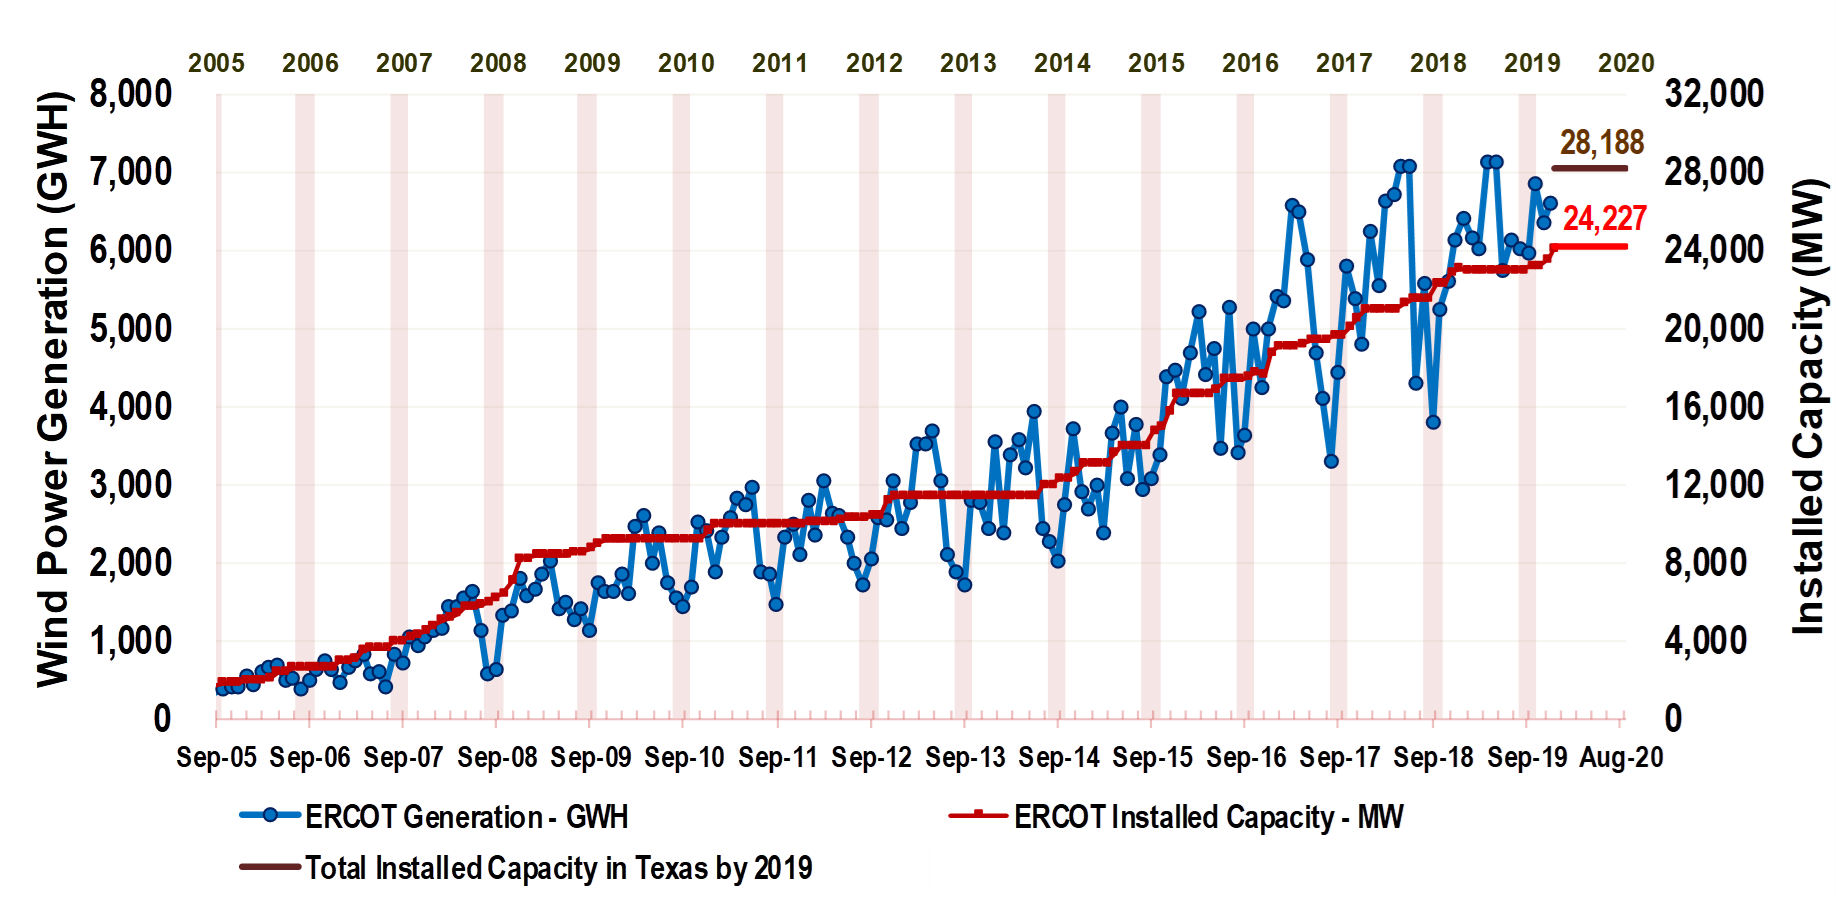 2005 2006 2007 2008 2009 2010 2011 2012 2013 2014 2015 2016 2017 2018 2019 2020
Wind Power Generation (GWH)
8,000
7,000
6,000
5,000
4,000
3,000
2,000
1,000
0
28,188
24,227
32,000
28,000
24,000
20,000
16,000
12,000
8,000
4,000
0
Installed Capacity (MW)
Sep-05 Sep-06 Sep-07 Sep-08 Sep-09 Sep-10 Sep-11 Sep-12 Sep-13 Sep-14 Sep-15 Sep-16 Sep-17 Sep-18 Sep-19 Aug-20
ERCOT Generation - GWH
ERCOT Installed Capacity - MW
Total Installed Capacity in Texas by 2019